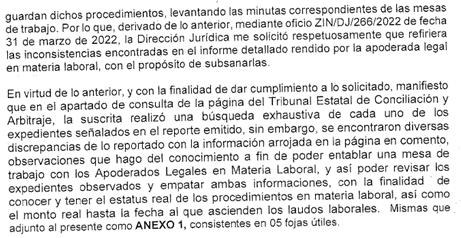 guardan dichos procedimientos, levantando las minutas correspondientes de las mesas
de trabajo. Por lo que, derivado de lo anterior, mediante oficio ZIN/DJ/266/2022 de fecha
31 de marzo de 2022, la Dirección Jurídica me solicitó respetuosamente que refiriera
las inconsistencias encontradas en el informe detallado rendido por la apoderada legal
en materia laboral, con el propósito de subsanarlas.
En virtud de lo anterior, y con la finalidad de dar cumplimiento a lo solicitado, manifiesto
que en el apartado de consulta de la página del Tribunal Estatal de Conciliación y
Arbitraje, la suscrita realizó una búsqueda exhaustiva de cada uno de los
expedientes señalados en el reporte emitido, sin embargo, se encontraron diversas
discrepancias de lo reportado con la información arrojada en la página en comento,
observaciones que hago del conocimiento a fin de poder entablar una mesa de
trabajo con los Apoderados Legales en Materia Laboral, y así poder revisar los
expedientes observados y empatar ambas informaciones, con la finalidad de
conocer y tener el estatus real de los procedimientos en materia laboral, así como
el monto real hasta la fecha al que ascienden los laudos laborales. Mismas que
adjunto al presente como ANEXO 1, consistentes en 05 fojas útiles.